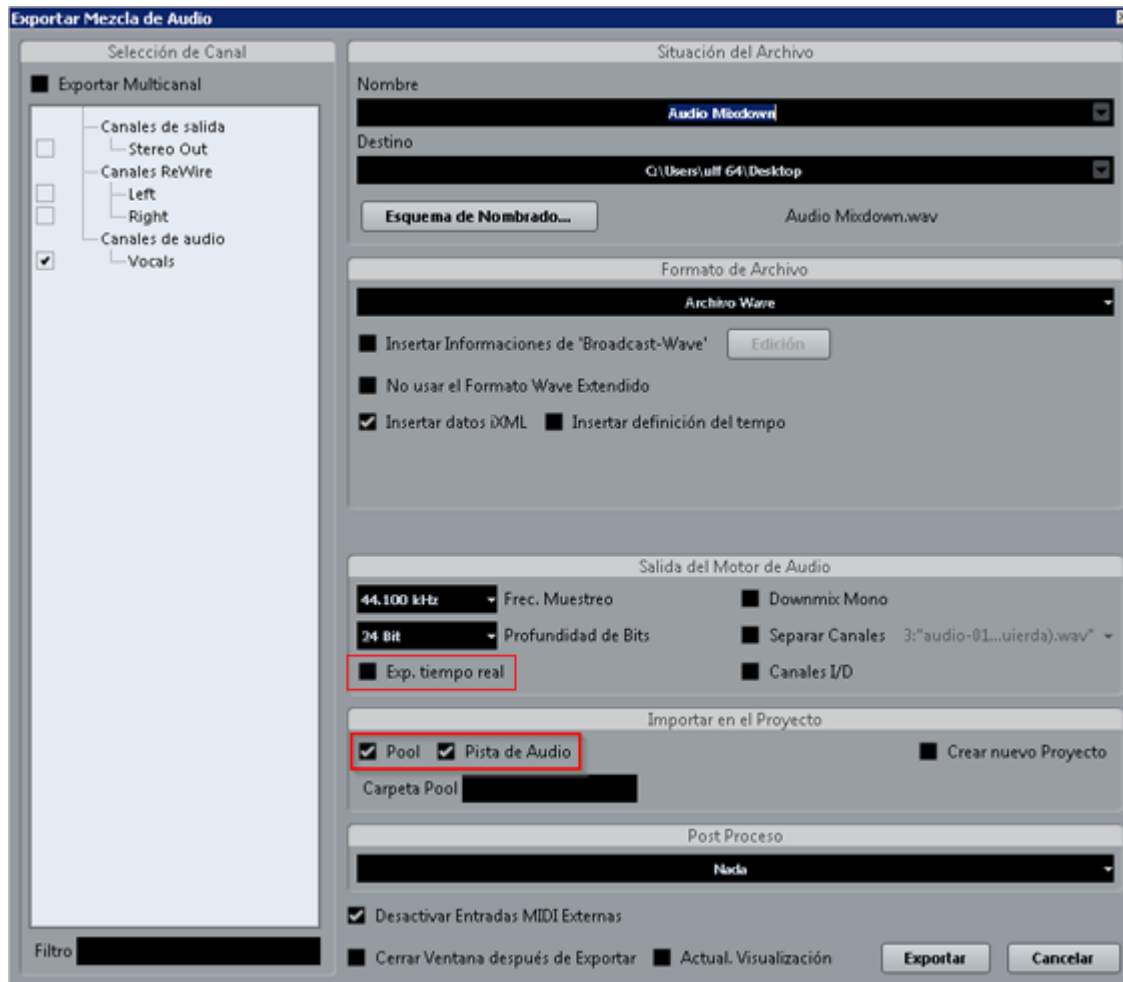 Exportar Mezcla de Audio
Selección de Canal
Exportar Multicanal
Canales de salida
Stereo Out
Canales ReWire
Left
Right
Canales de audio
Vocals
Filtro
Situación del Archivo
Nombre
Audio Mixdown
Destino
C:\Users\ulf 64\Desktop
Esquema de Nombrado... Audio Mixdown.wav
Formato de Archivo
Archivo Wave
Insertar Informaciones de 'Broadcast-Wave' Edición
No usar el Formato Wave Extendido
Insertar datos iXML Insertar definición del tempo
Salida del Motor de Audio
44.100 kHz Frec. Muestreo Downmix Mono
24 Bit Profundidad de Bits Separar Canales 3:"audio-01...uierda).wav"
Exp. tiempo real Canales I/D
Importar en el Proyecto
Pool Pista de Audio Crear nuevo Proyecto
Carpeta Pool
Post Proceso
Nada
Desactivar Entradas MIDI Externas
Cerrar Ventana después de Exportar Actual. Visualización Exportar Cancelar